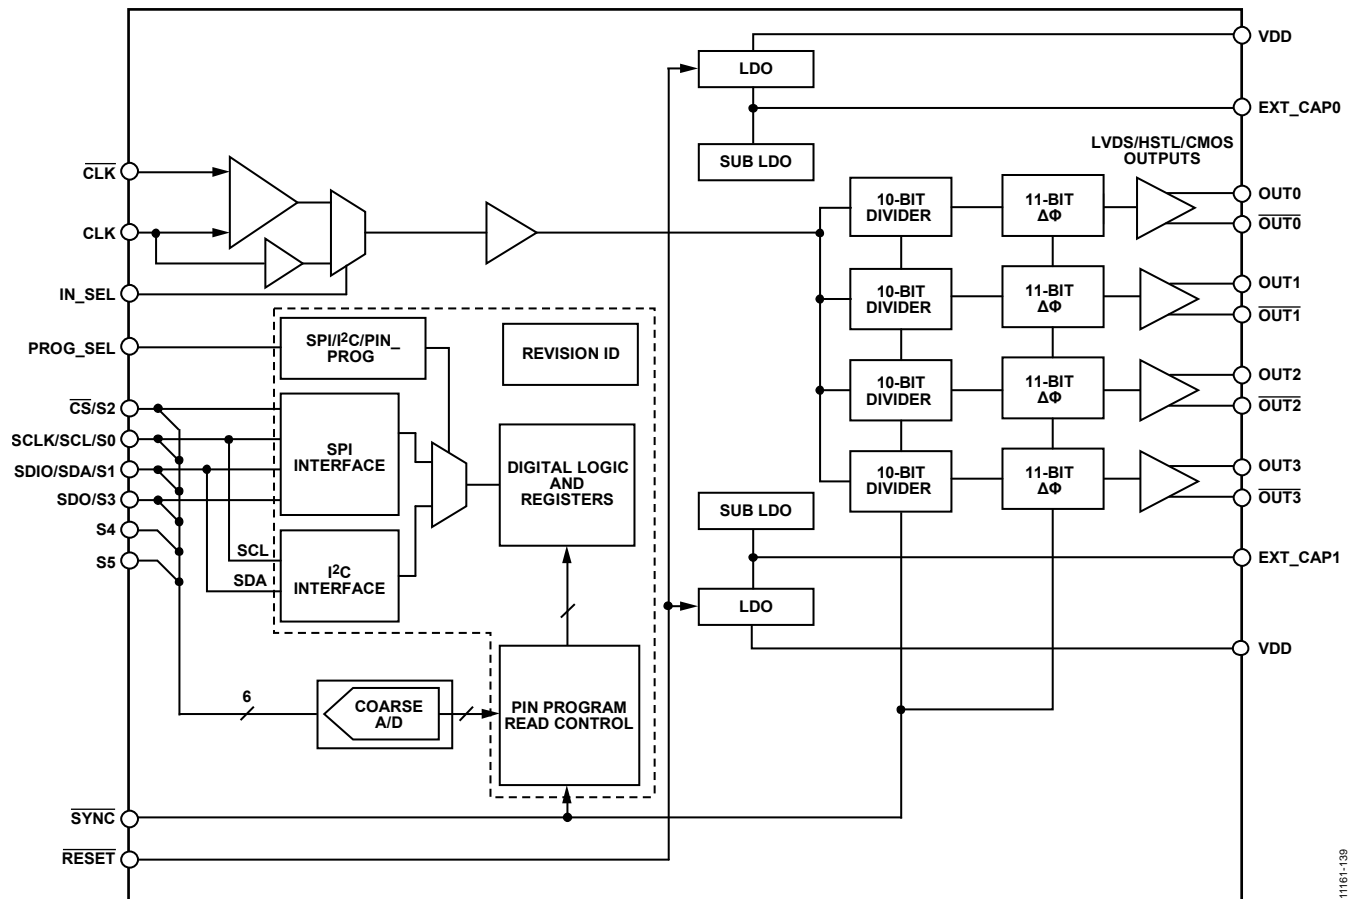 VDD
LDO
EXT_CAP0
SUB LDO
LVDS/HSTL/CMOS
OUTPUTS
CLK
CLK
IN_SEL
10-BIT
DIVIDER
11-BIT
ΔΦ
OUT0
OUT0
10-BIT
DIVIDER
11-BIT
ΔΦ
OUT1
OUT1
PROG_SEL
SPI/I²C/PIN_
PROG
REVISION ID
10-BIT
DIVIDER
11-BIT
ΔΦ
OUT2
OUT2
CS/S2
SCLK/SCL/S0
SDIO/SDA/S1
SDO/S3
S4
S5
SPI
INTERFACE
DIGITAL LOGIC
AND
REGISTERS
10-BIT
DIVIDER
11-BIT
ΔΦ
OUT3
OUT3
SCL
SDA
I²C
INTERFACE
SUB LDO
EXT_CAP1
LDO
VDD
6
COARSE
A/D
PIN PROGRAM
READ CONTROL
SYNC
RESET
11161-139